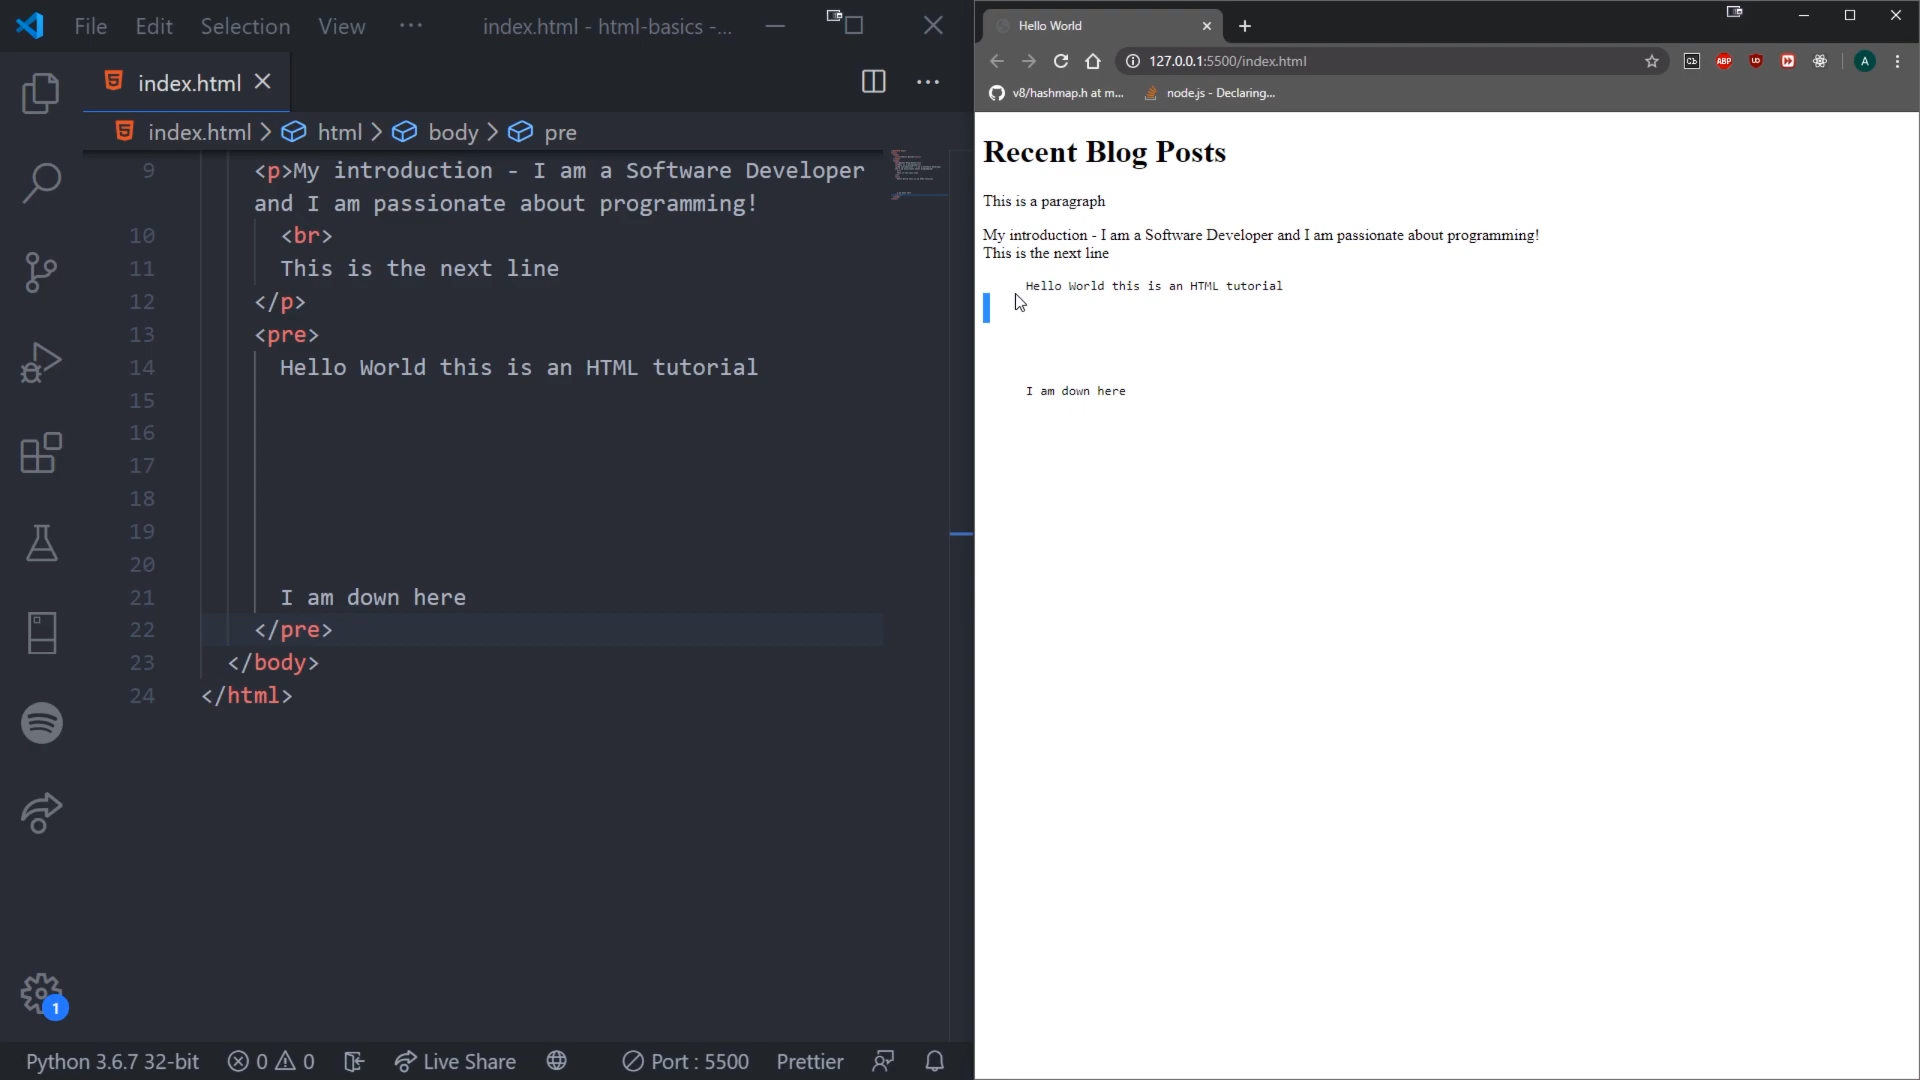 File Edit Selection View ··· index.html - html-basics -...
index.html
index.html > html > body > pre
9 <p>My introduction - I am a Software Developer
and I am passionate about programming!
10 <br>
11 This is the next line
12 </p>
13 <pre>
14 Hello World this is an HTML tutorial
15
16
17
18
19
20
21 I am down here
22 </pre>
23 </body>
24 </html>
1
Python 3.6.7 32-bit 0 0 Live Share Port : 5500 Prettier
Hello World
127.0.0.1:5500/index.html ABP UD A
v8/hashmap.h at m... node.js - Declaring...
Recent Blog Posts
This is a paragraph
My introduction - I am a Software Developer and I am passionate about programming!
This is the next line
Hello World this is an HTML tutorial
I am down here